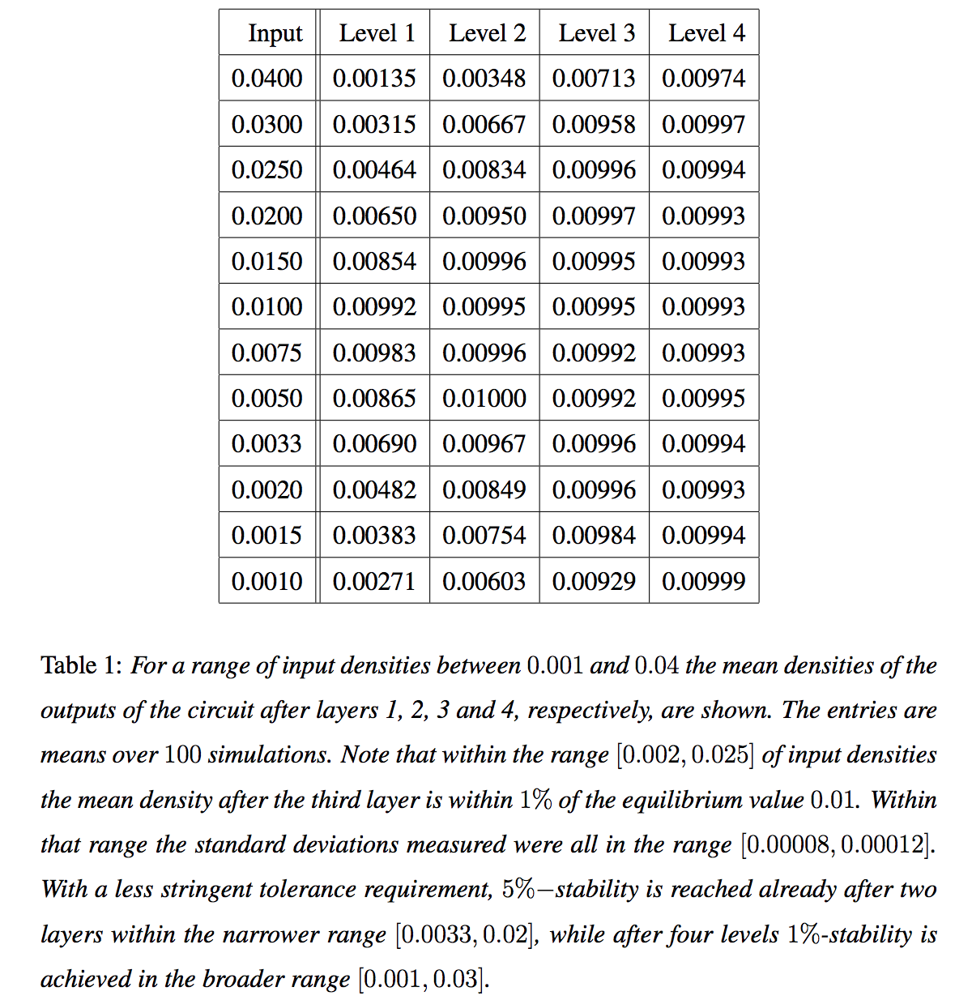 Input Level 1 Level 2 Level 3 Level 4
0.0400 0.00135 0.00348 0.00713 0.00974
0.0300 0.00315 0.00667 0.00958 0.00997
0.0250 0.00464 0.00834 0.00996 0.00994
0.0200 0.00650 0.00950 0.00997 0.00993
0.0150 0.00854 0.00996 0.00995 0.00993
0.0100 0.00992 0.00995 0.00995 0.00993
0.0075 0.00983 0.00996 0.00992 0.00993
0.0050 0.00865 0.01000 0.00992 0.00995
0.0033 0.00690 0.00967 0.00996 0.00994
0.0020 0.00482 0.00849 0.00996 0.00993
0.0015 0.00383 0.00754 0.00984 0.00994
0.0010 0.00271 0.00603 0.00929 0.00999
Table 1: For a range of input densities between 0.001 and 0.04 the mean densities of the
outputs of the circuit after layers 1, 2, 3 and 4, respectively, are shown. The entries are
means over 100 simulations. Note that within the range [0.002, 0.025] of input densities
the mean density after the third layer is within 1% of the equilibrium value 0.01. Within
that range the standard deviations measured were all in the range [0.00008, 0.00012].
With a less stringent tolerance requirement, 5%−stability is reached already after two
layers within the narrower range [0.0033, 0.02], while after four levels 1%-stability is
achieved in the broader range [0.001, 0.03].